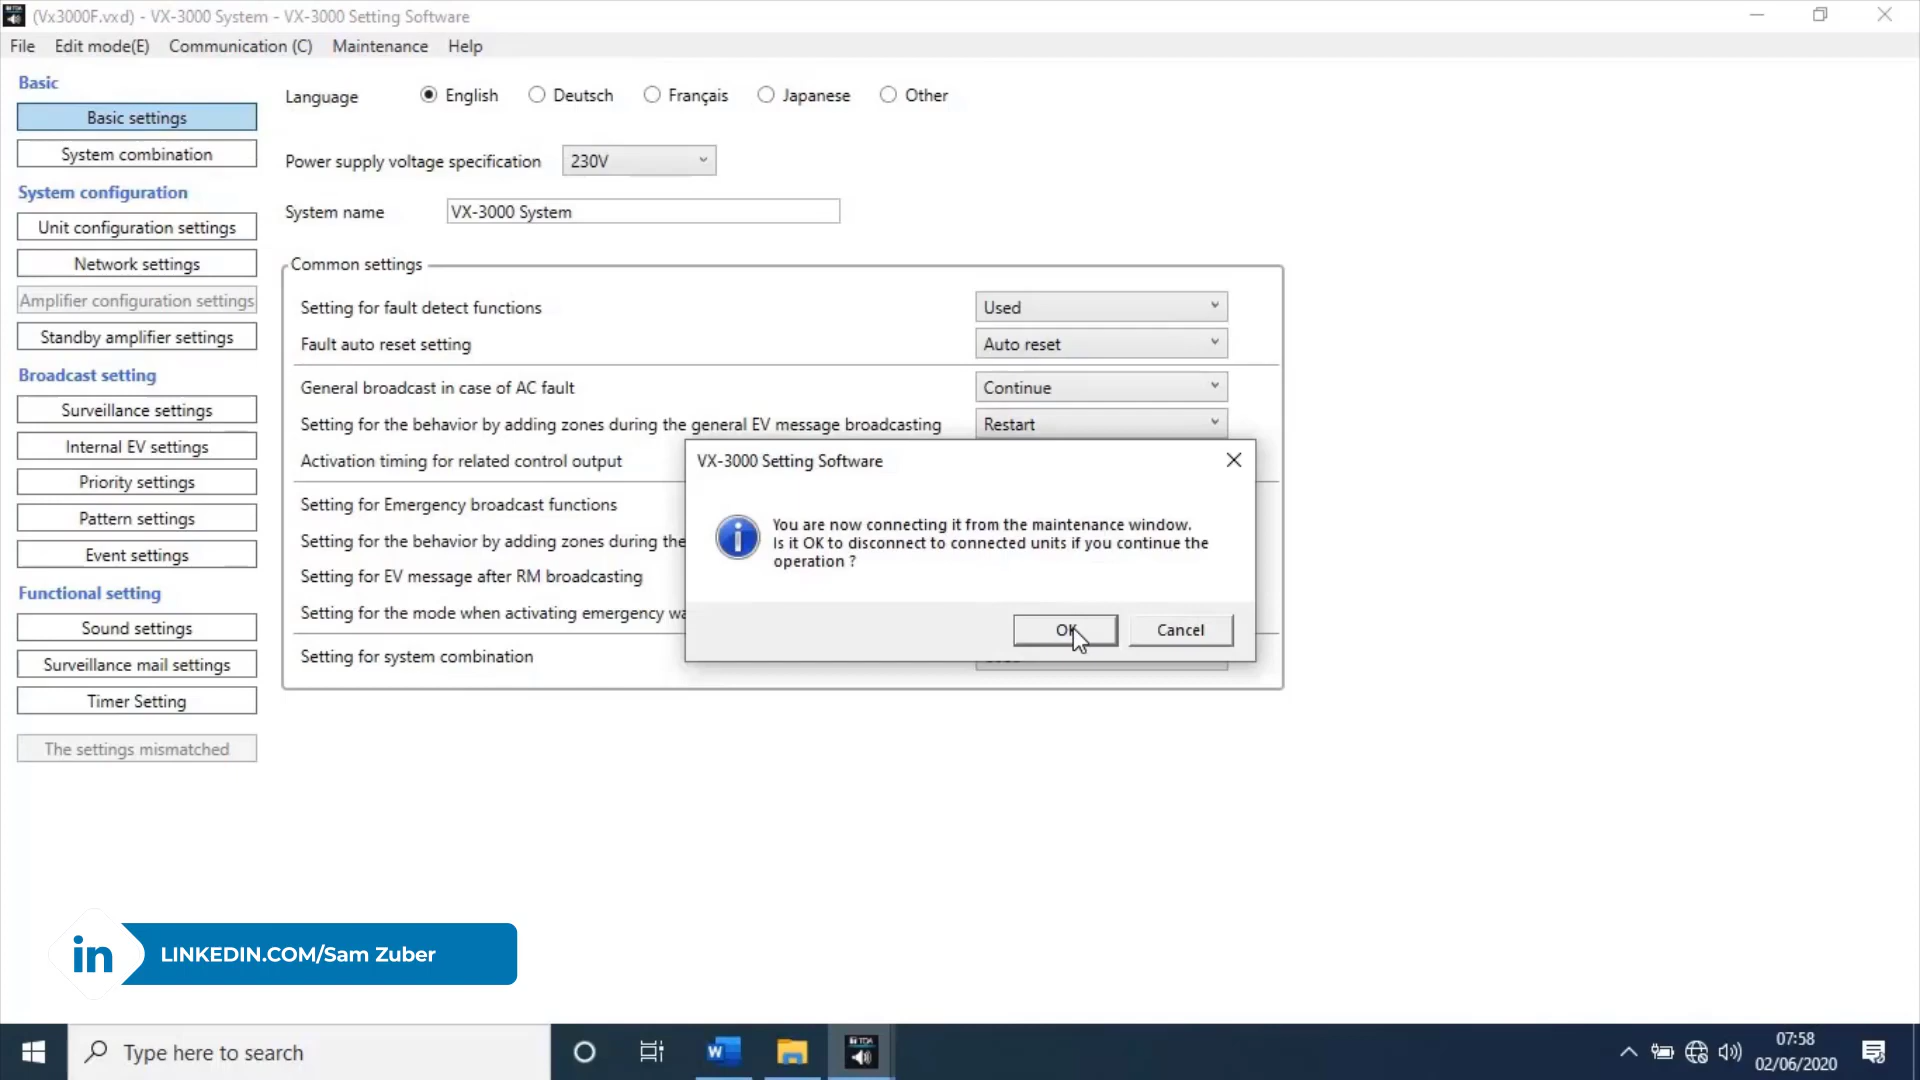 (Vx3000F.vxd) - VX-3000 System - VX-3000 Setting Software
File Edit mode(E) Communication (C) Maintenance Help
Basic
Basic settings
System combination
System configuration
Unit configuration settings
Network settings
Amplifier configuration settings
Standby amplifier settings
Broadcast setting
Surveillance settings
Internal EV settings
Priority settings
Pattern settings
Event settings
Functional setting
Sound settings
Surveillance mail settings
Timer Setting
The settings mismatched
Language English Deutsch Français Japanese Other
Power supply voltage specification 230V
System name VX-3000 System
Common settings
Setting for fault detect functions Used
Fault auto reset setting Auto reset
General broadcast in case of AC fault Continue
Setting for the behavior by adding zones during the general EV message broadcasting Restart
Activation timing for related control output
Setting for Emergency broadcast functions
Setting for the behavior by adding zones during the
Setting for EV message after RM broadcasting
Setting for the mode when activating emergency
Setting for system combination
VX-3000 Setting Software
You are now connecting it from the maintenance window.
Is it OK to disconnect to connected units if you continue the
operation ?
OK Cancel
in LINKEDIN.COM/Sam Zuber
Type here to search
W
TOA
07:58
02/06/2020